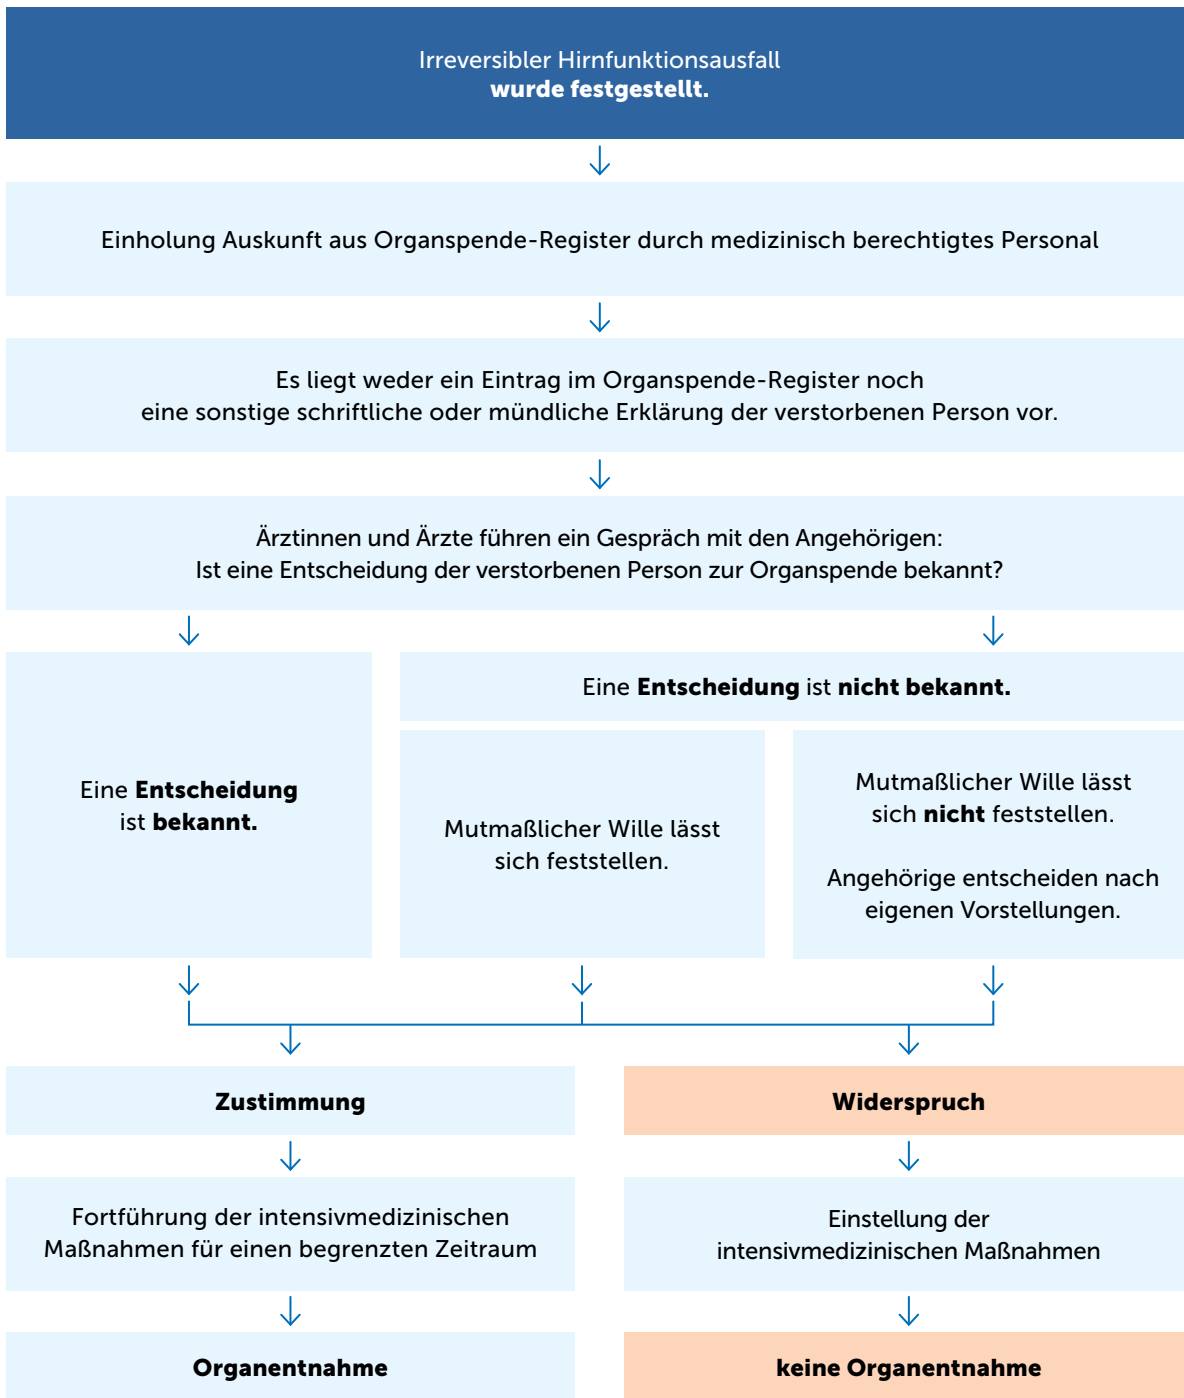 Irreversibler Hirnfunktionsausfall
wurde festgestellt.
Einholung Auskunft aus Organspende-Register durch medizinisch berechtigtes Personal
Es liegt weder ein Eintrag im Organspende-Register noch
eine sonstige schriftliche oder mündliche Erklärung der verstorbenen Person vor.
Ärztinnen und Ärzte führen ein Gespräch mit den Angehörigen:
Ist eine Entscheidung der verstorbenen Person zur Organspende bekannt?
Eine Entscheidung
ist bekannt.
Eine Entscheidung ist nicht bekannt.
Mutmaßlicher Wille lässt
sich feststellen.
Mutmaßlicher Wille lässt
sich nicht feststellen.
Angehörige entscheiden nach
eigenen Vorstellungen.
Zustimmung
Fortführung der intensivmedizinischen
Maßnahmen für einen begrenzten Zeitraum
Organentnahme
Widerspruch
Einstellung der
intensivmedizinischen Maßnahmen
keine Organentnahme